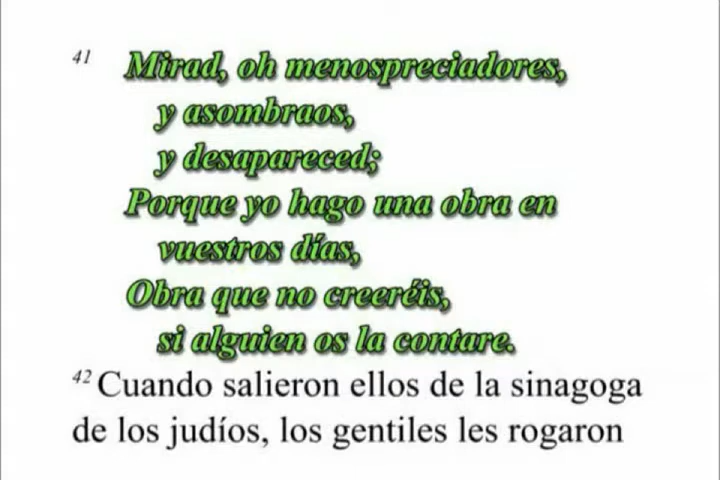 41 Mirad, oh menospreciadores,
y asombraos,
y desapareced;
Porque yo hago una obra en
vuestros días,
Obra que no creeréis,
si alguien os la contare.
42 Cuando salieron ellos de la sinagoga
de los judíos, los gentiles les rogaron